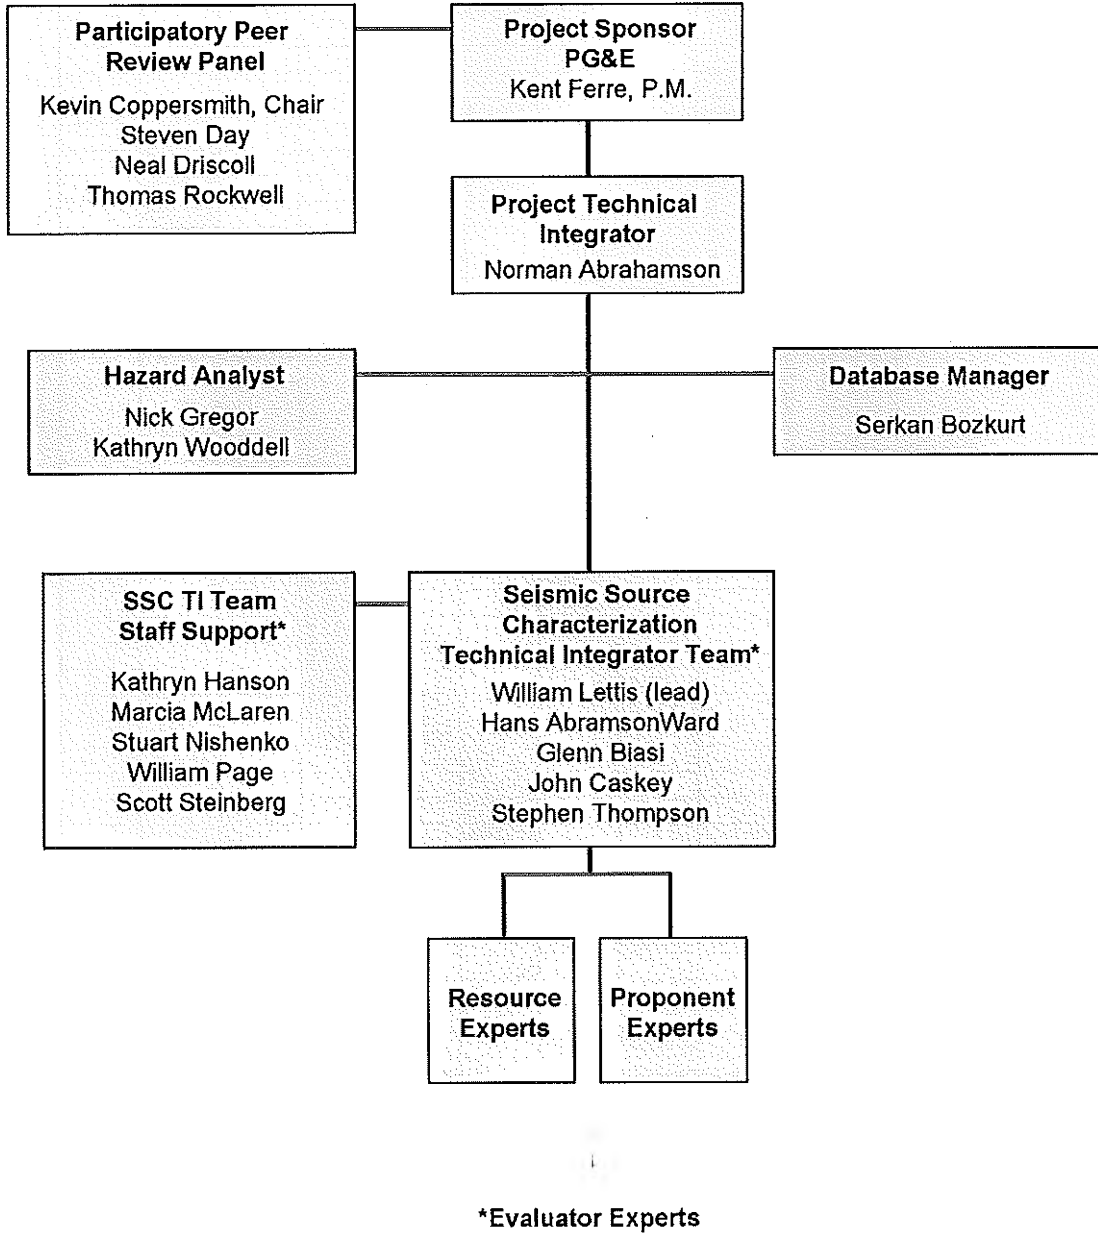 Participatory Peer
Review Panel
Kevin Coppersmith, Chair
Steven Day
Neal Driscoll
Thomas Rockwell
Project Sponsor
PG&E
Kent Ferre, P.M.
Project Technical
Integrator
Norman Abrahamson
Hazard Analyst
Nick Gregor
Kathryn Wooddell
Database Manager
Serkan Bozkurt
SSC TI Team
Staff Support*
Kathryn Hanson
Marcia McLaren
Stuart Nishenko
William Page
Scott Steinberg
Seismic Source
Characterization
Technical Integrator Team*
William Lettis (lead)
Hans AbramsonWard
Glenn Biasi
John Caskey
Stephen Thompson
Resource
Experts
Proponent
Experts
*Evaluator Experts